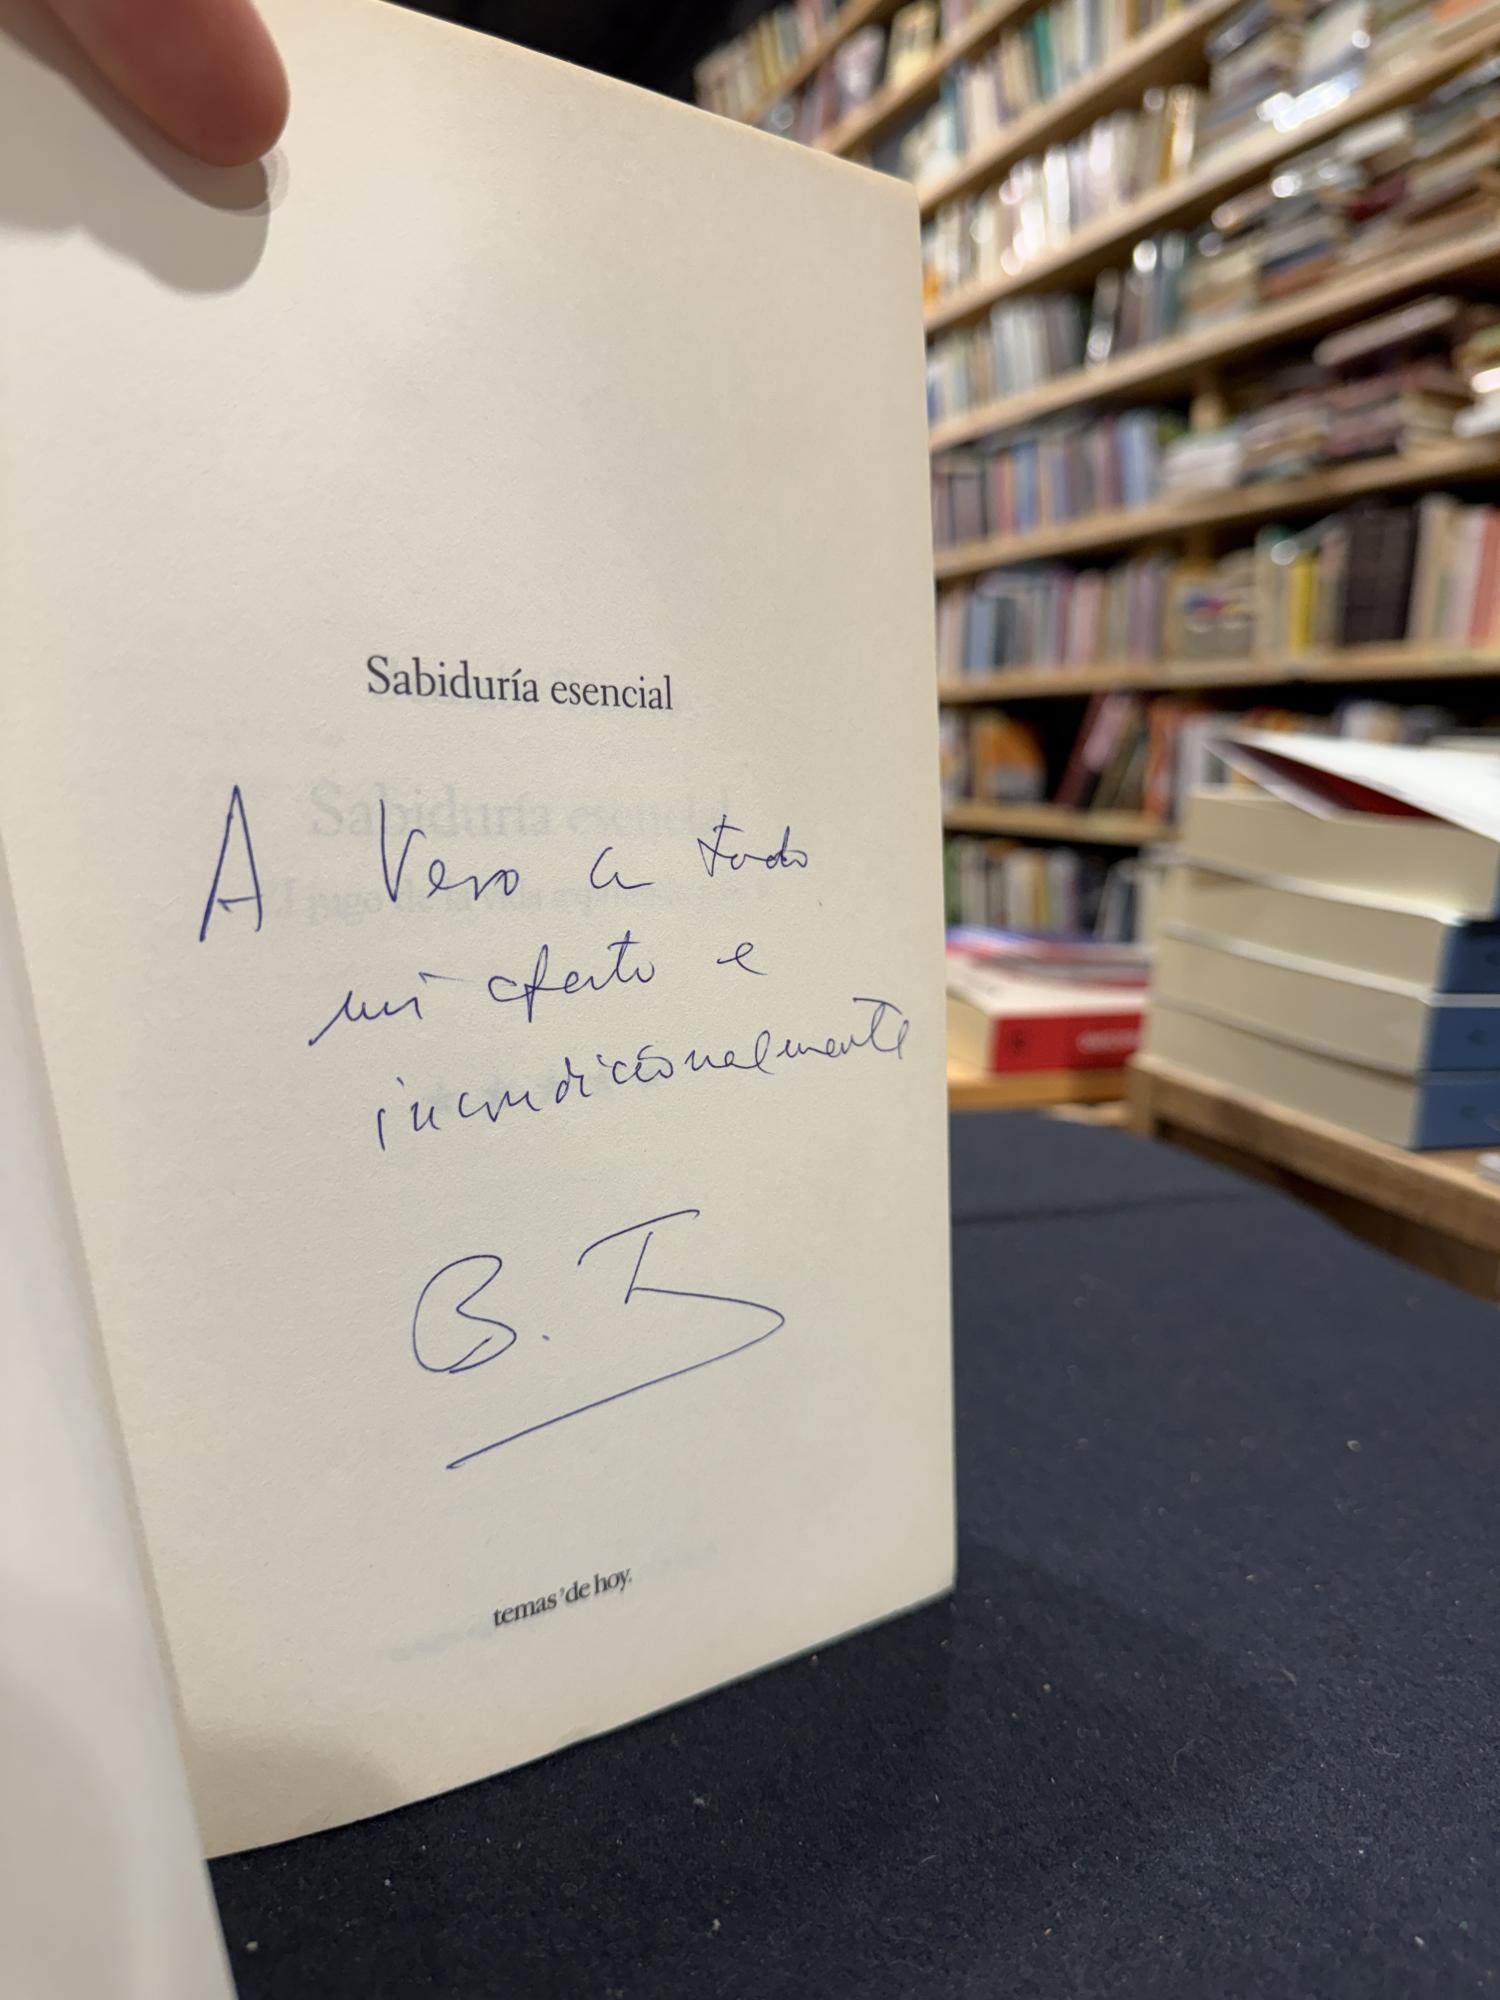 Sabiduría esencial
A Vero a todo
mi afecto e
incondicionalmente
B.
temas'de hoy.